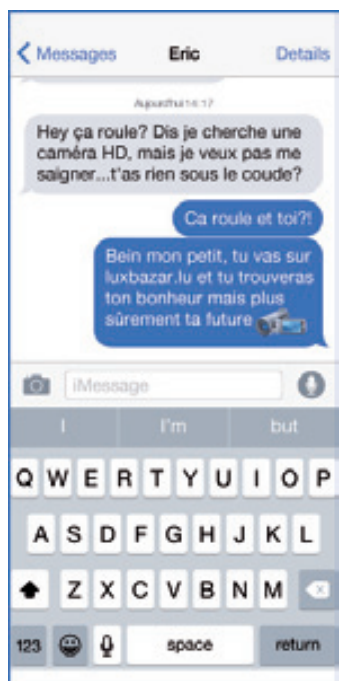 Messages Eric Details
Aujourd'hui 14:17
Hey ça roule? Dis je cherche une
caméra HD, mais je veux pas me
saigner...t'as rien sous le coude?
Ca roule et toi?!
Bein mon petit, tu vas sur
luxbazar.lu et tu trouveras
ton bonheur mais plus
sûrement ta future
iMessage
I I'm but
Q W E R T Y U I O P
A S D F G H J K L
Z X C V B N M
123 space return